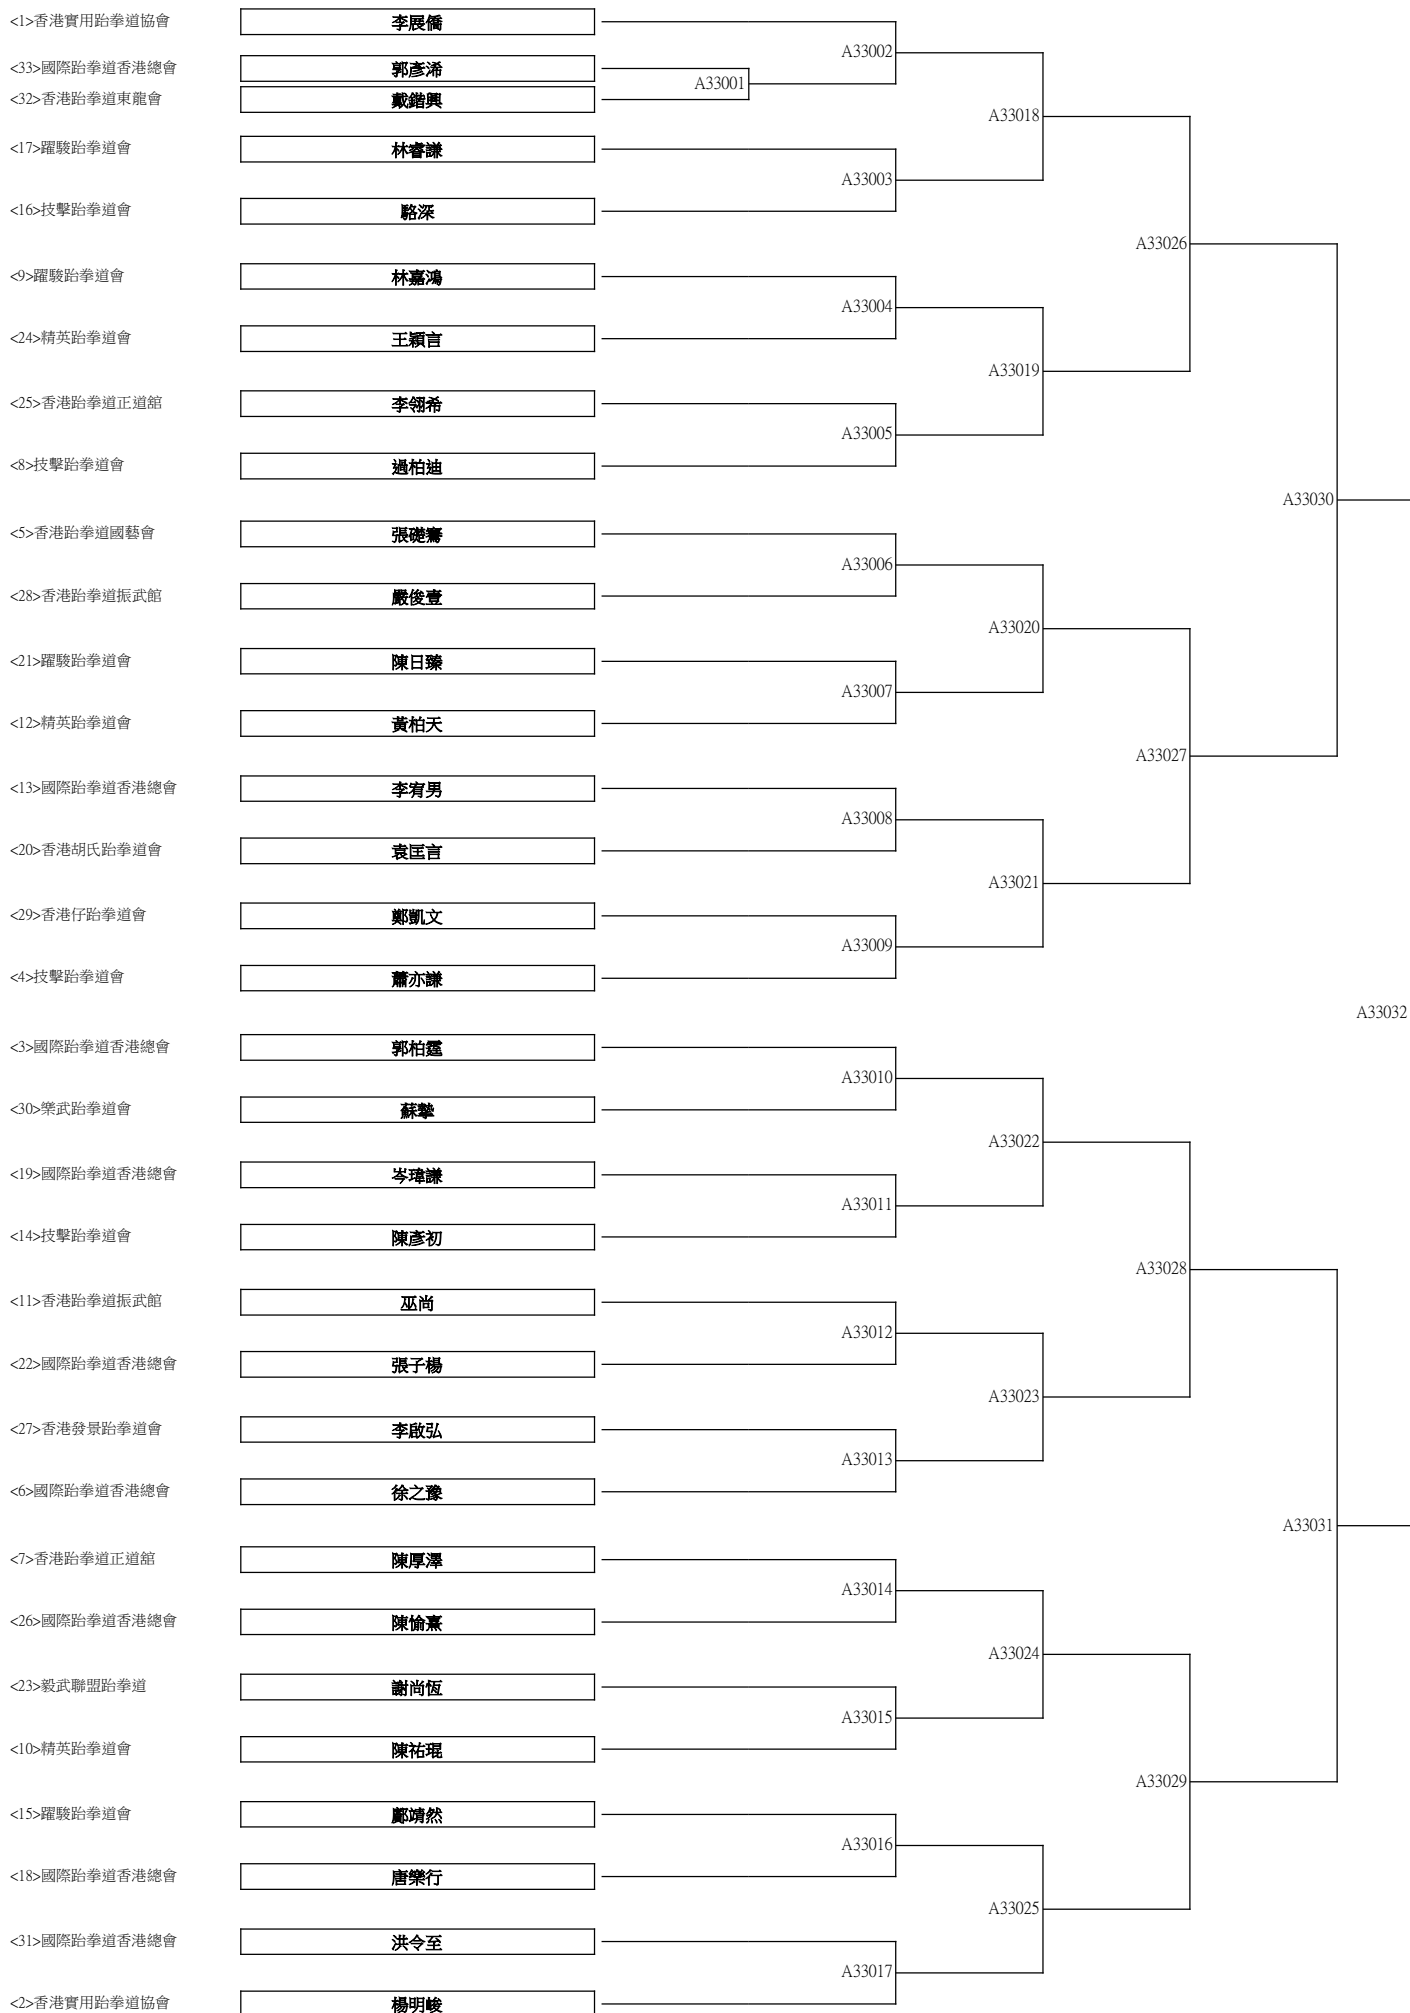 <1>香港實用跆拳道協會 李展僑
A33002
<33>國際跆拳道香港總會 郭彥浠
A33001
<32>香港跆拳道東龍會 戴鍇興
A33018
<17>躍駿跆拳道會 林睿謙
A33003
<16>技擊跆拳道會 駱深
A33026
<9>躍駿跆拳道會 林嘉鴻
A33004
<24>精英跆拳道會 王穎言
A33019
<25>香港跆拳道正道舘 李翎希
A33005
<8>技擊跆拳道會 過柏迪
A33030
<5>香港跆拳道國藝會 張礎騫
A33006
<28>香港跆拳道振武館 嚴俊壹
A33020
<21>躍駿跆拳道會 陳日臻
A33007
<12>精英跆拳道會 黃柏天
A33027
<13>國際跆拳道香港總會 李宥男
A33008
<20>香港胡氏跆拳道會 袁匡言
A33021
<29>香港仔跆拳道會 鄭凱文
A33009
<4>技擊跆拳道會 蕭亦謙
A33032
<3>國際跆拳道香港總會 郭柏霆
A33010
<30>樂武跆拳道會 蘇摯
A33022
<19>國際跆拳道香港總會 岑瑋謙
A33011
<14>技擊跆拳道會 陳彥初
A33028
<11>香港跆拳道振武館 巫尚
A33012
<22>國際跆拳道香港總會 張子楊
A33023
<27>香港發景跆拳道會 李啟弘
A33013
<6>國際跆拳道香港總會 徐之豫
A33031
<7>香港跆拳道正道舘 陳厚澤
A33014
<26>國際跆拳道香港總會 陳愉熹
A33024
<23>毅武聯盟跆拳道 謝尚恆
A33015
<10>精英跆拳道會 陳祐琨
A33029
<15>躍駿跆拳道會 鄺靖然
A33016
<18>國際跆拳道香港總會 唐樂行
A33025
<31>國際跆拳道香港總會 洪令至
A33017
<2>香港實用跆拳道協會 楊明峻